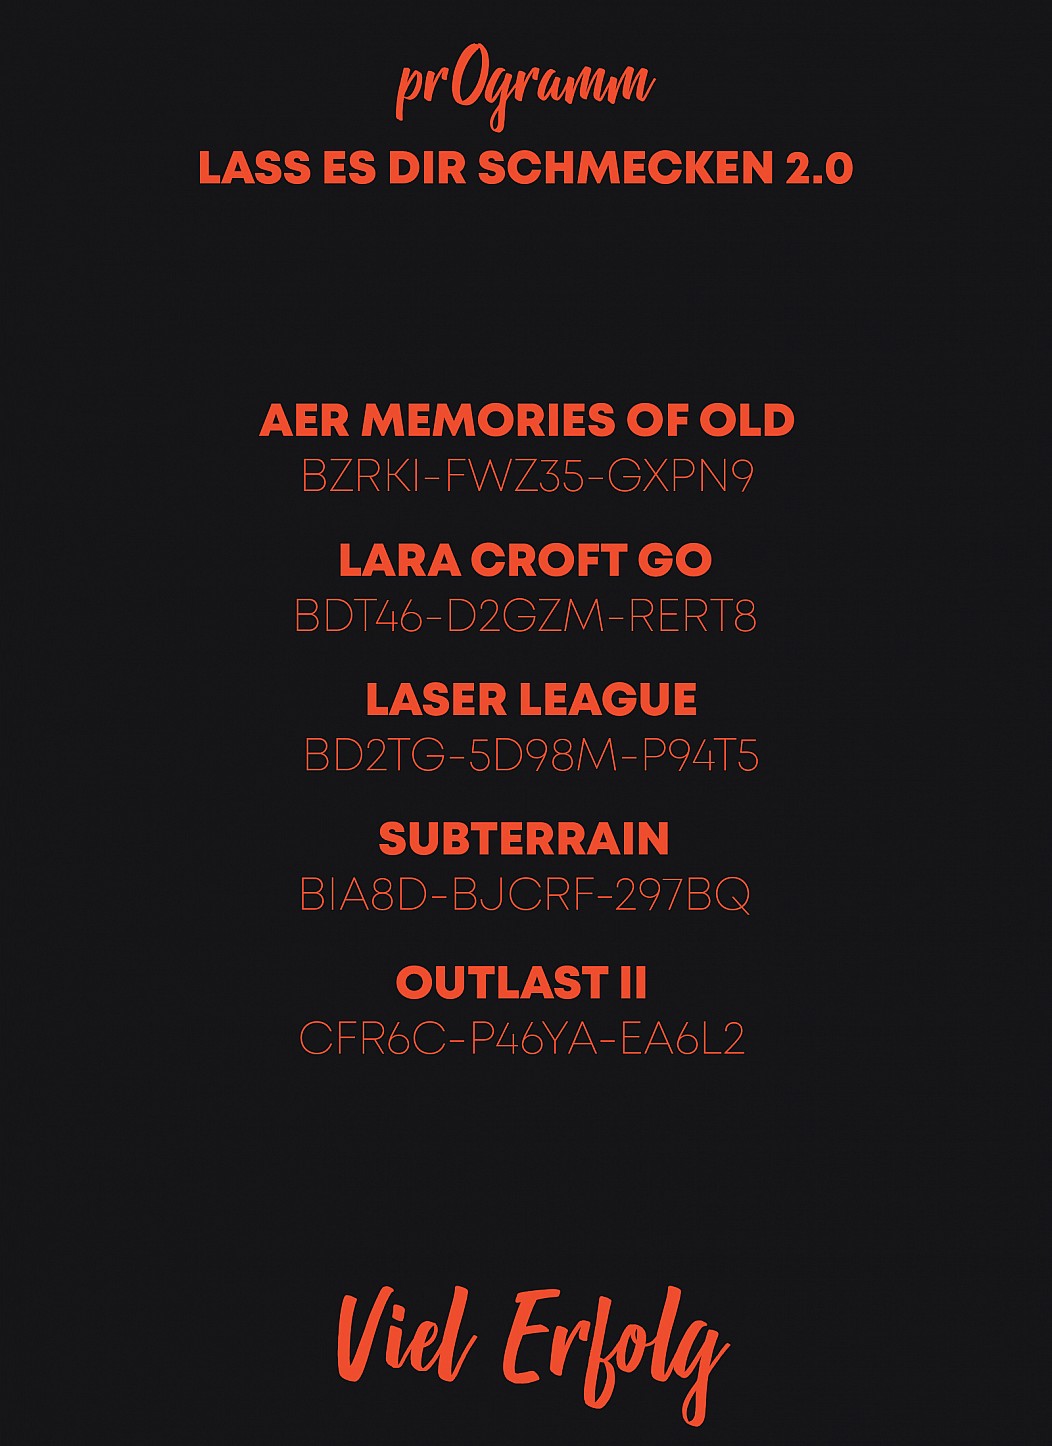 prOgramm
LASS ES DIR SCHMECKEN 2.0
AER MEMORIES OF OLD
BZRKI-FWZ35-GXPN9
LARA CROFT GO
BDT46-D2GZM-RERT8
LASER LEAGUE
BD2TG-5D98M-P94T5
SUBTERRAIN
BIA8D-BJCRF-297BQ
OUTLAST II
CFR6C-P46YA-EA6L2
Viel Erfolg